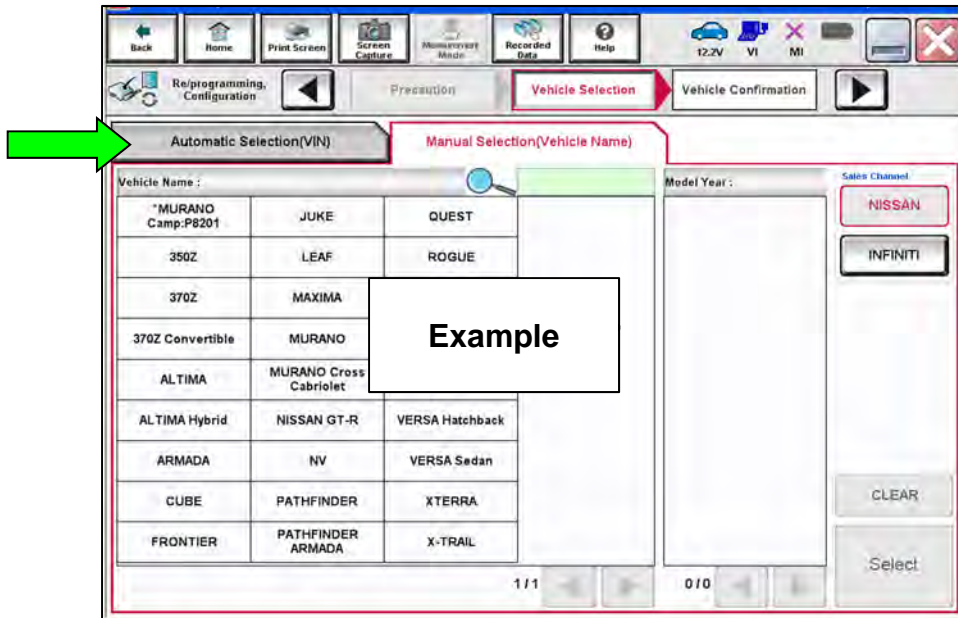 Back
Home
Print Screen
Screen
Capture
Measurement
Mode
Recorded
Data
Help
12.2V
VI
MI
Re/programming,
Configuration
Precaution
Vehicle Selection
Vehicle Confirmation
Automatic Selection(VIN)
Manual Selection(Vehicle Name)
Vehicle Name :
Model Year :
Sales Channel
*MURANO
Camp:P8201
JUKE
QUEST
NISSAN
350Z
LEAF
ROGUE
INFINITI
370Z
MAXIMA
370Z Convertible
MURANO
Example
ALTIMA
MURANO Cross
Cabriolet
ALTIMA Hybrid
NISSAN GT-R
VERSA Hatchback
ARMADA
NV
VERSA Sedan
CUBE
PATHFINDER
XTERRA
CLEAR
FRONTIER
PATHFINDER
ARMADA
X-TRAIL
Select
1/1
0/0